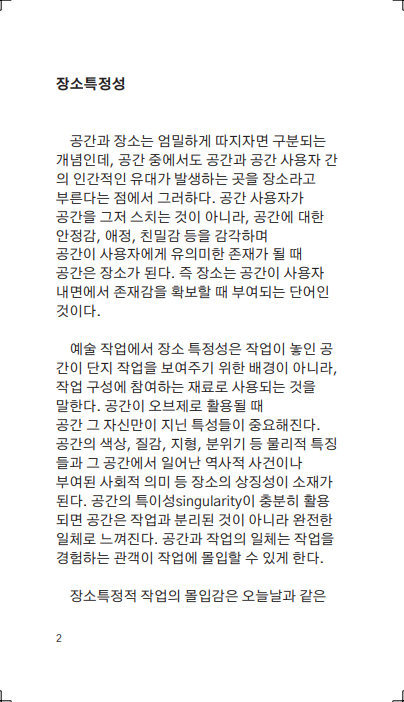 장소특정성
공간과 장소는 엄밀하게 따지자면 구분되는
개념인데, 공간 중에서도 공간과 공간 사용자 간
의 인간적인 유대가 발생하는 곳을 장소라고
부른다는 점에서 그러하다. 공간 사용자가
공간을 그저 스치는 것이 아니라, 공간에 대한
안정감, 애정, 친밀감 등을 감각하며
공간이 사용자에게 유의미한 존재가 될 때
공간은 장소가 된다. 즉 장소는 공간이 사용자
내면에서 존재감을 확보할 때 부여되는 단어인
것이다.
예술 작업에서 장소 특정성은 작업이 놓인 공
간이 단지 작업을 보여주기 위한 배경이 아니라,
작업 구성에 참여하는 재료로 사용되는 것을
말한다. 공간이 오브제로 활용될 때
공간 그 자신만이 지닌 특성들이 중요해진다.
공간의 색상, 질감, 지형, 분위기 등 물리적 특징
들과 그 공간에서 일어난 역사적 사건이나
부여된 사회적 의미 등 장소의 상징성이 소재가
된다. 공간의 특이성singularity이 충분히 활용
되면 공간은 작업과 분리된 것이 아니라 완전한
일체로 느껴진다. 공간과 작업의 일체는 작업을
경험하는 관객이 작업에 몰입할 수 있게 한다.
장소특정적 작업의 몰입감은 오늘날과 같은
2